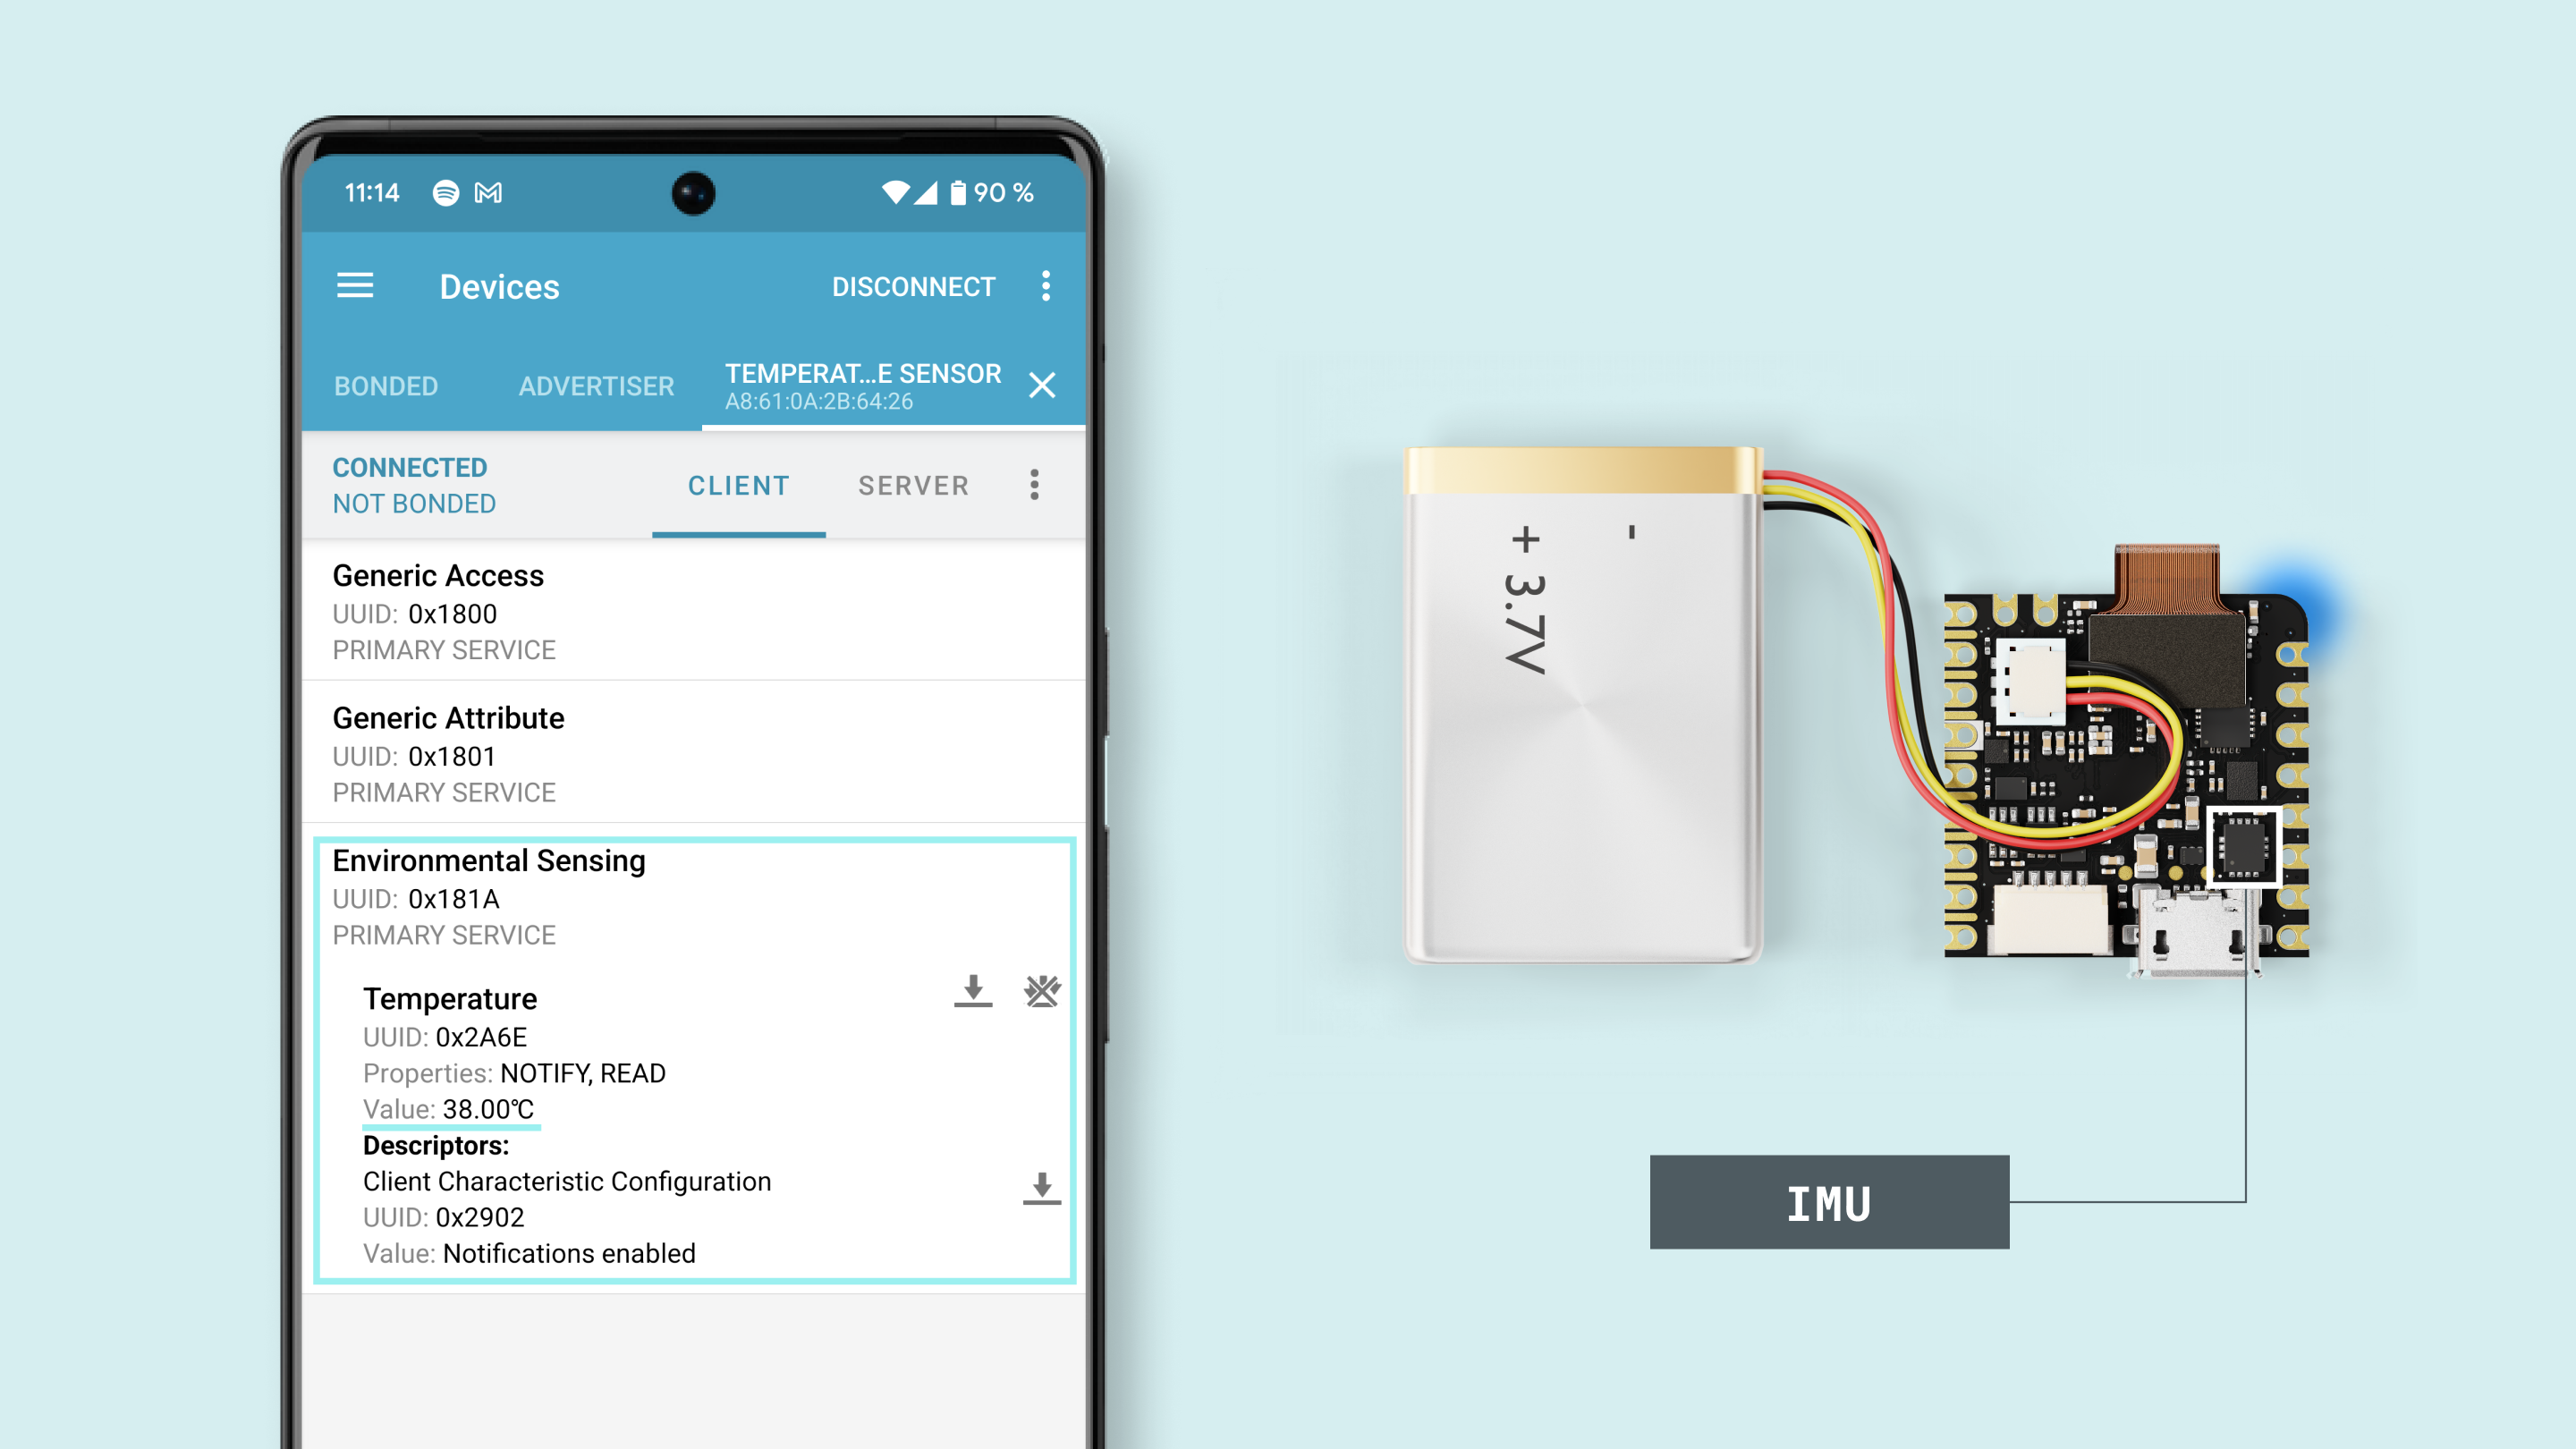 11:14
90 %
Devices
DISCONNECT
BONDED
ADVERTISER
TEMPERAT...E SENSOR
A8:61:0A:2B:64:26
CONNECTED
NOT BONDED
CLIENT
SERVER
Generic Access
UUID: 0x1800
PRIMARY SERVICE
Generic Attribute
UUID: 0x1801
PRIMARY SERVICE
Environmental Sensing
UUID: 0x181A
PRIMARY SERVICE
Temperature
UUID: 0x2A6E
Properties: NOTIFY, READ
Value: 38.00°C
Descriptors:
Client Characteristic Configuration
UUID: 0x2902
Value: Notifications enabled
+ 3.7V
-
IMU